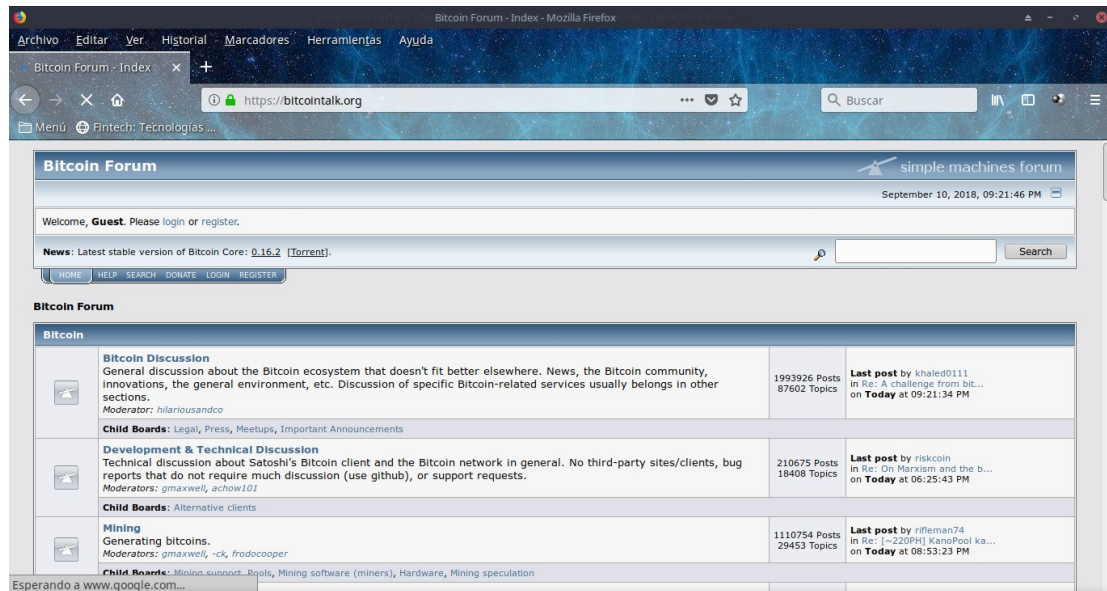 Bitcoin Forum - Index - Mozilla Firefox
Archivo Editar Ver Historial Marcadores Herramientas Ayuda
Bitcoin Forum - Index
https://bitcointalk.org
Buscar
Menú Fintech: Tecnologías ...
Bitcoin Forum
simple machines forum
September 10, 2018, 09:21:46 PM
Welcome, Guest. Please login or register.
News: Latest stable version of Bitcoin Core: 0.16.2 [Torrent].
Search
HOME HELP SEARCH DONATE LOGIN REGISTER
Bitcoin Forum
Bitcoin
Bitcoin Discussion
General discussion about the Bitcoin ecosystem that doesn't fit better elsewhere. News, the Bitcoin community,
innovations, the general environment, etc. Discussion of specific Bitcoin-related services usually belongs in other
sections.
Moderator: hilariousandco
1993926 Posts
87602 Topics
Last post by khaled0111
in Re: A challenge from bit...
on Today at 09:21:34 PM
Child Boards: Legal, Press, Meetups, Important Announcements
Development & Technical Discussion
Technical discussion about Satoshi's Bitcoin client and the Bitcoin network in general. No third-party sites/clients, bug
reports that do not require much discussion (use github), or support requests.
Moderators: gmaxwell, achow101
210675 Posts
18408 Topics
Last post by riskcoin
in Re: On Marxism and the b...
on Today at 06:25:43 PM
Child Boards: Alternative clients
Mining
Generating bitcoins.
Moderators: gmaxwell, -ck, frodocooper
1110754 Posts
29453 Topics
Last post by rifleman74
in Re: [~220PH] KanoPool ka...
on Today at 08:53:23 PM
Child Boards: Mining support, Pools, Mining software (miners), Hardware, Mining speculation
Esperando a www.google.com...